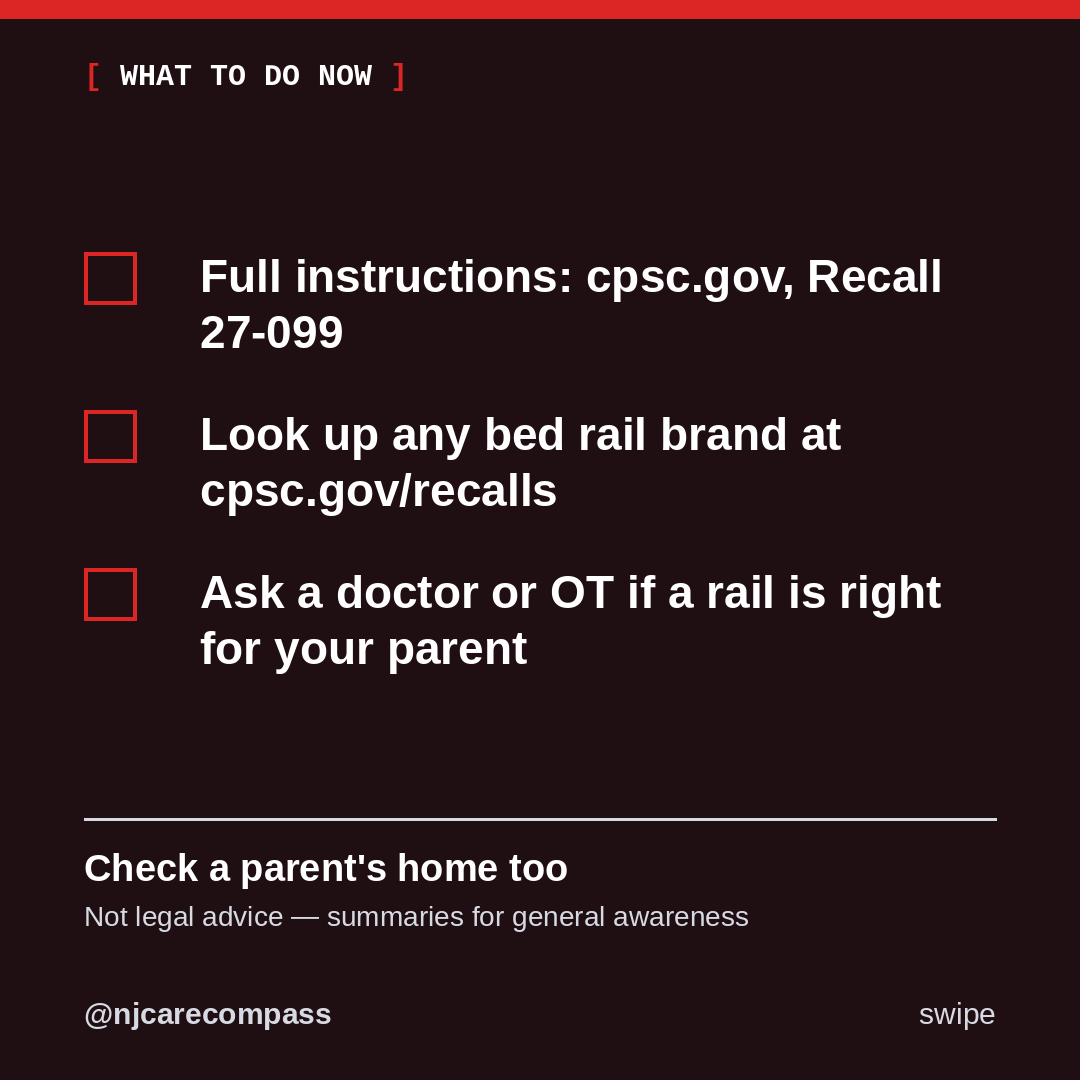 [ WHAT TO DO NOW ]
Full instructions: cpsc.gov, Recall
27-099
Look up any bed rail brand at
cpsc.gov/recalls
Ask a doctor or OT if a rail is right
for your parent
Check a parent's home too
Not legal advice — summaries for general awareness
@njcarecompass
swipe